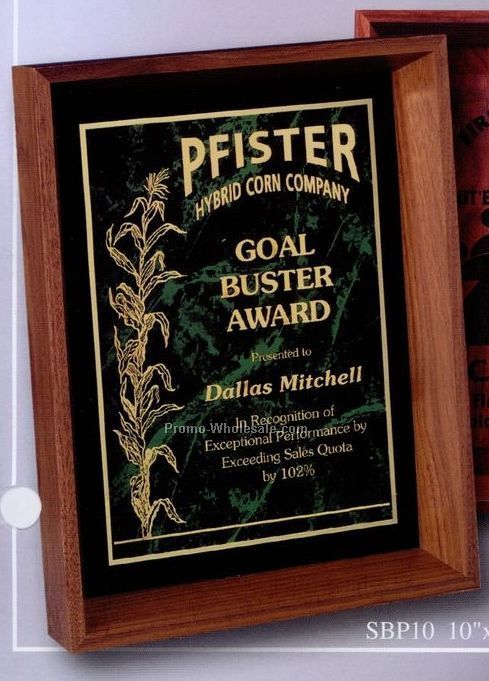 PFISTER
HYBRID CORN COMPANY
GOAL
BUSTER
AWARD
Presented to
Dallas Mitchell
In Recognition of
Promo-Wholesale.com
Exceptional Performance by
Exceeding Sales Quota
by 102%
SBP10 10"x